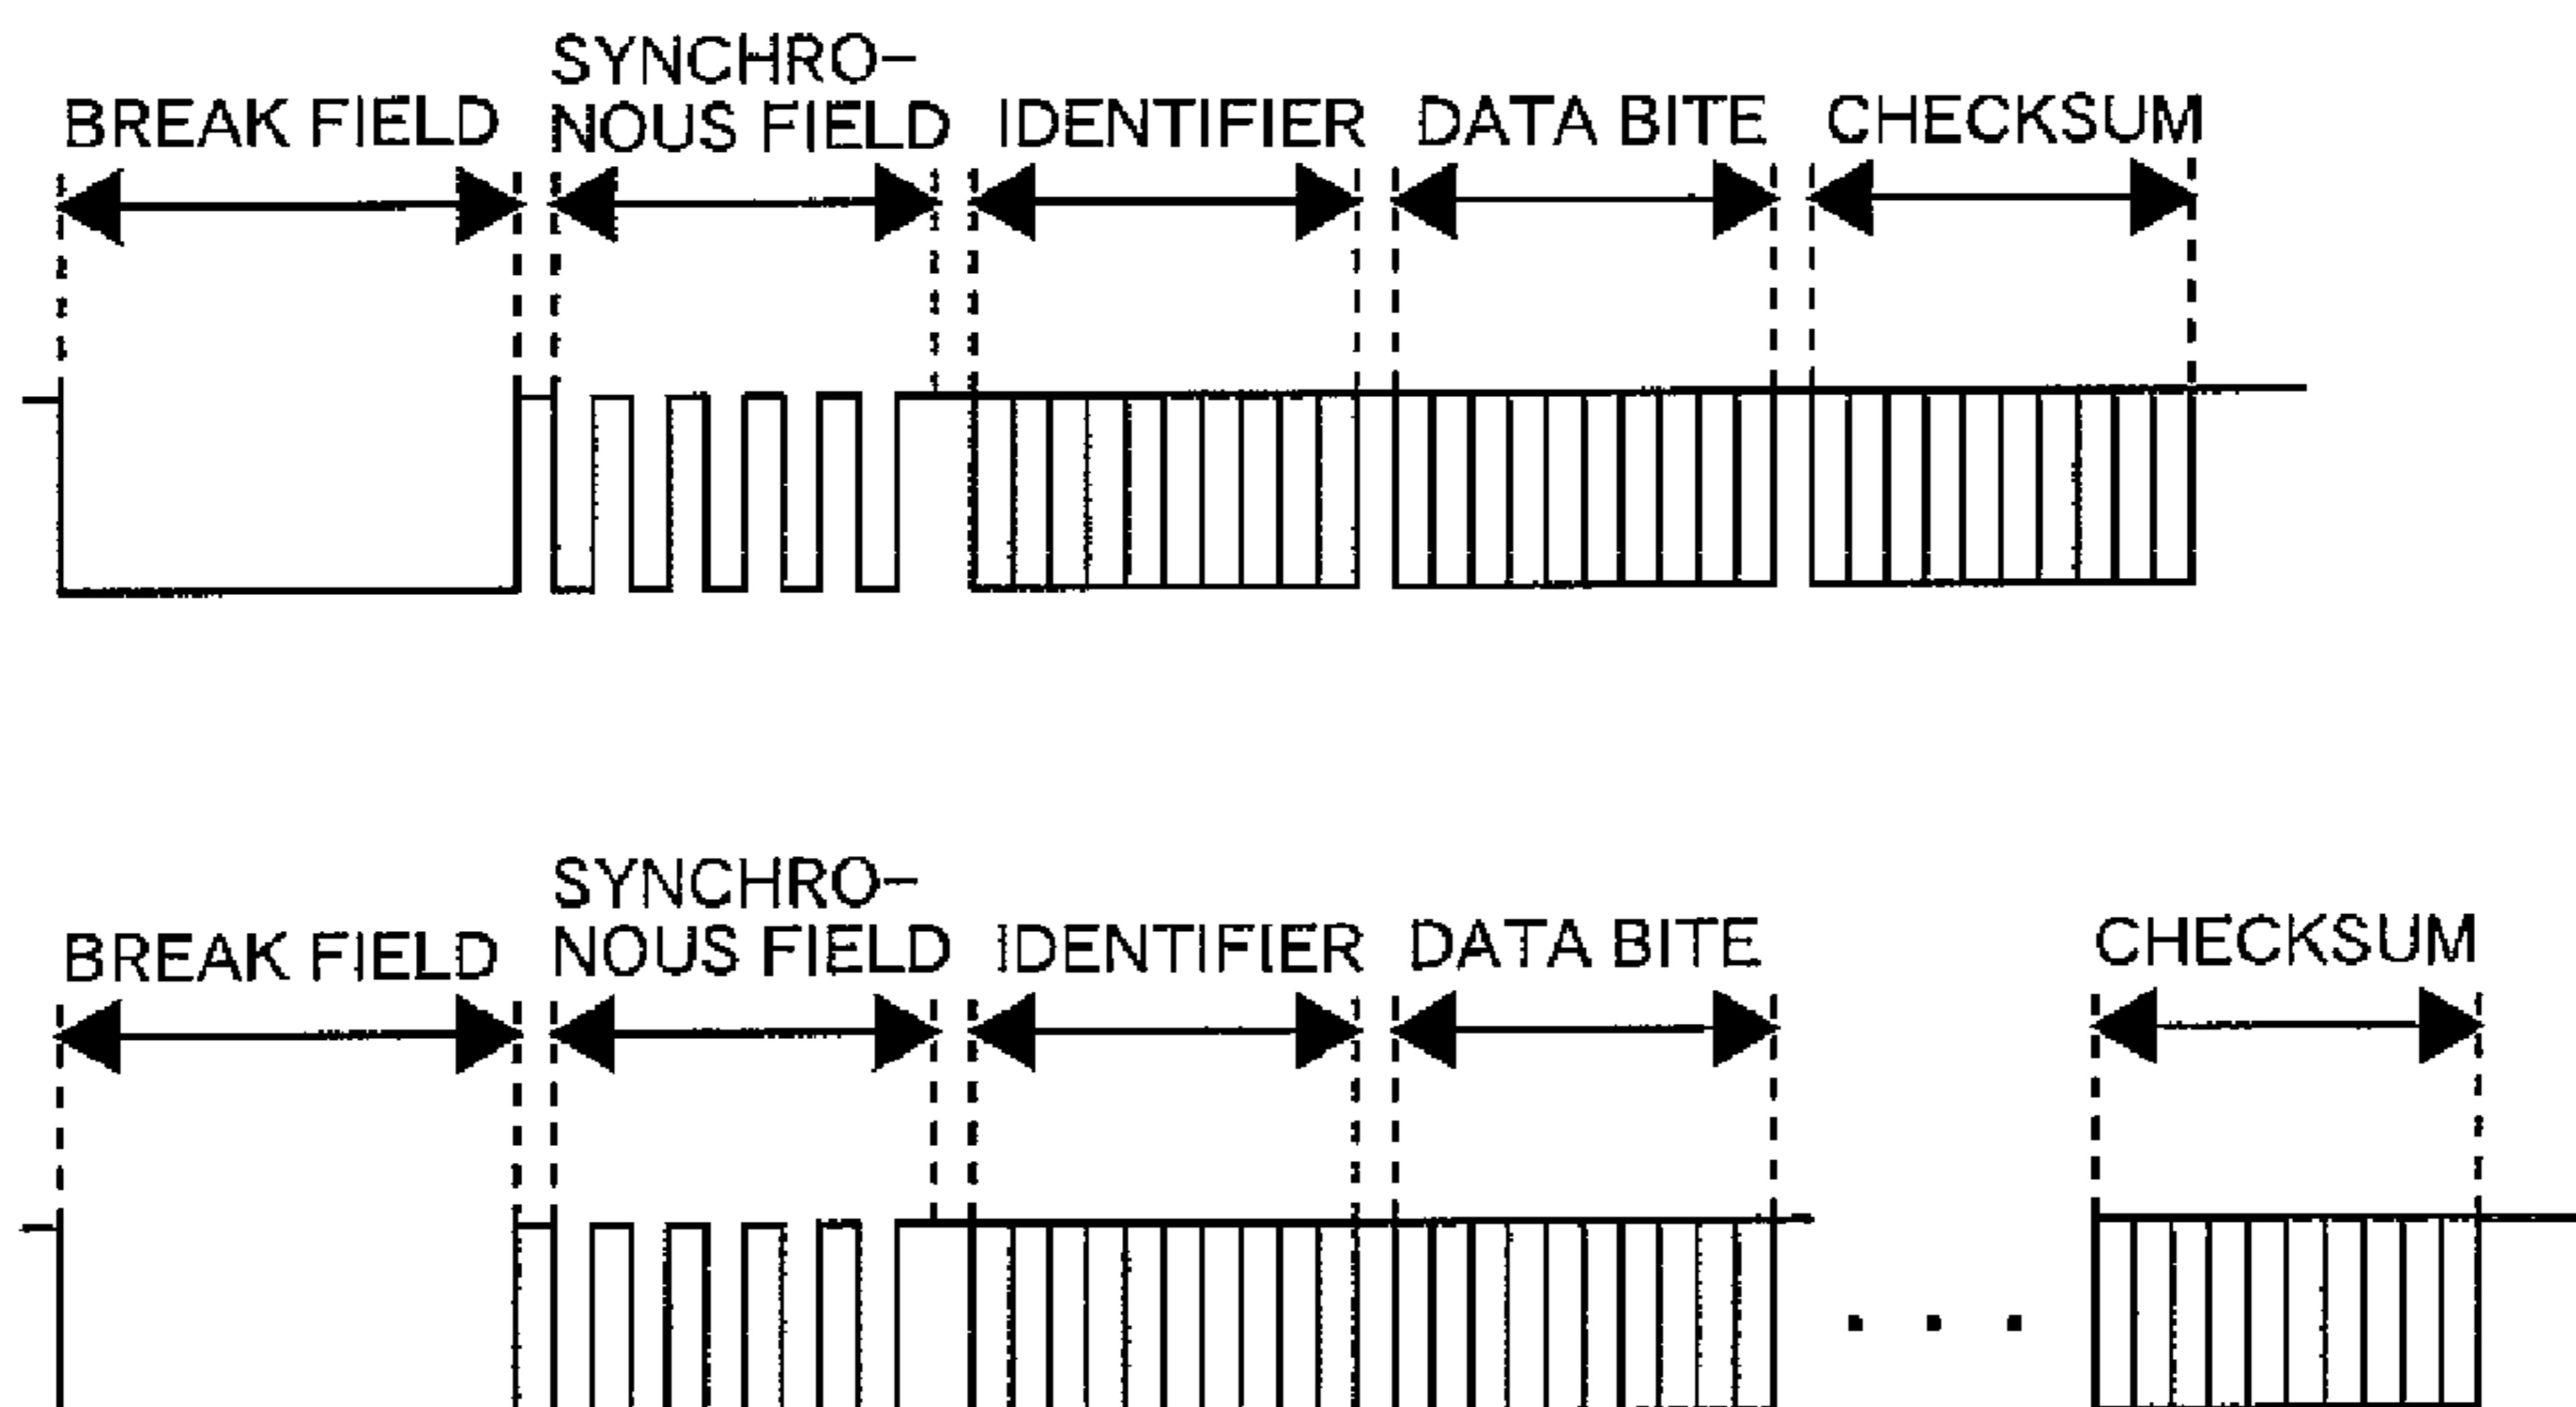 SYNCHRO-
BREAK FIELD NOUS FIELD IDENTIFIER DATA BITE CHECKSUM
SYNCHRO-
BREAK FIELD NOUS FIELD IDENTIFIER DATA BITE CHECKSUM
. . .